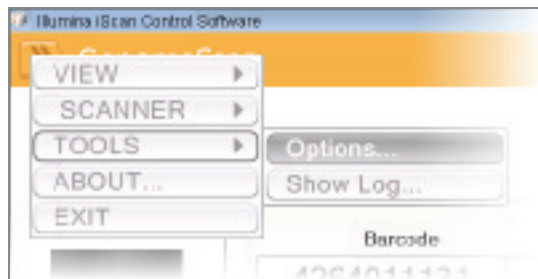 Illumina iScan Control Software
VIEW
SCANNER
TOOLS
Options...
ABOUT...
Show Log...
EXIT
Barcode